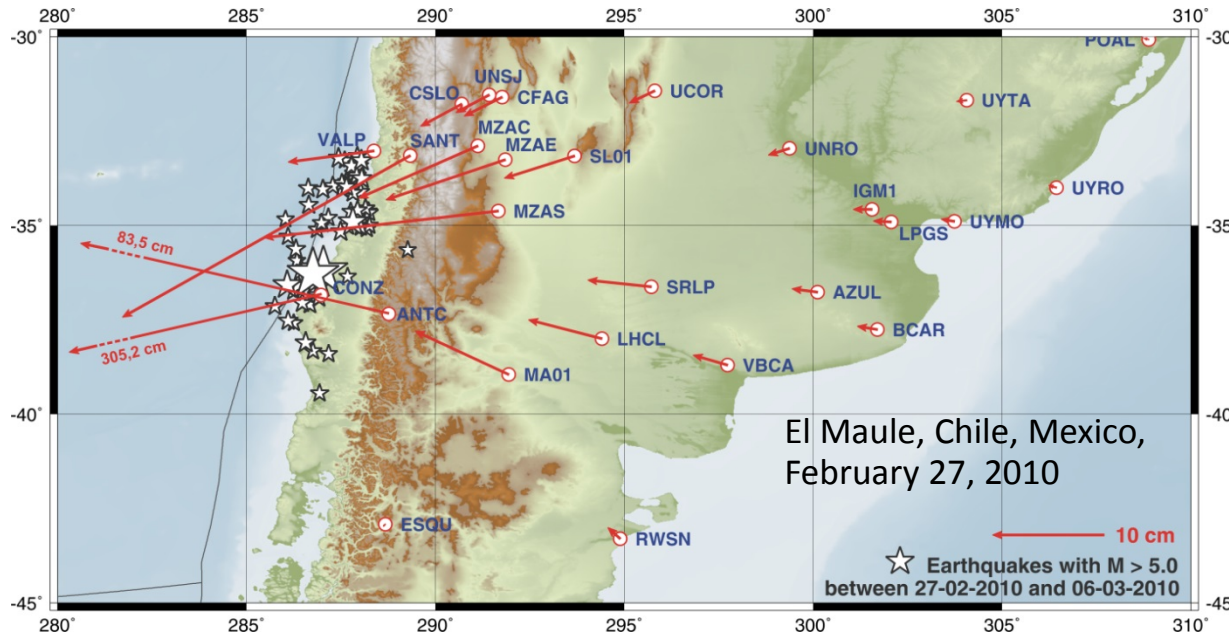 280 285° 290° 295° 300° 305° 310°
-30° -30°
POAL
UNSJ
CSLO CFAG UCOR
UYTA
MZAC
VALP SANT MZAE
SL01 UNRO
IGM1 UYRO
MZAS
-35° -35°
LPGS UYMO
83,5 cm
CONZ SRLP AZUL
ANTC
BCAR
305,2 cm
LHCL
VBCA
MA01
-40° -40°
El Maule, Chile, Mexico,
February 27, 2010
ESQU
RWSN
10 cm
Earthquakes with M > 5.0
between 27-02-2010 and 06-03-2010
-45° -45
280° 285° 290° 295° 300° 305° 310°